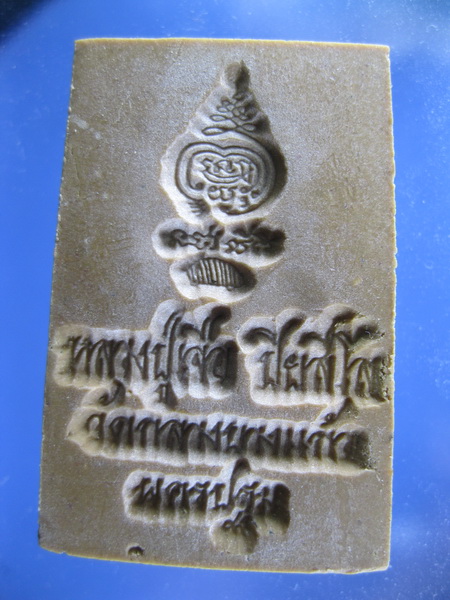 หลวงปู่เจือ ปิยสีโล
วัดกลางบางแก้ว
นครปฐม